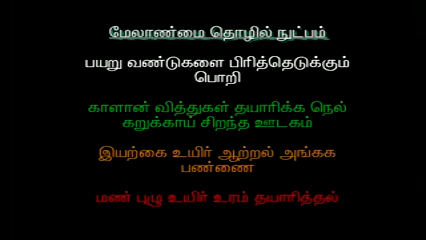 மேலாண்மை தொழில் நுட்பம்
பயறு வண்டுகளை பிரித்தெடுக்கும்
பொறி
காளான் வித்துகள் தயாரிக்க நெல்
கறுக்காய் சிறந்த ஊடகம்
இயற்கை உயிர் ஆற்றல் அங்கக
பண்ணை
மண் புழு உயிர் உரம் தயாரித்தல்